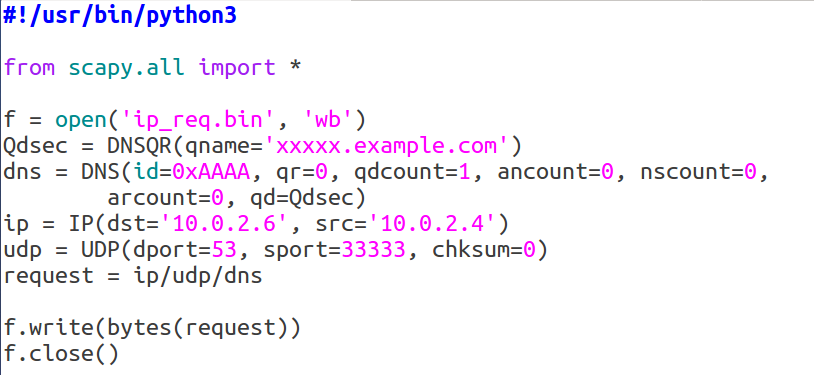 #!/usr/bin/python3
from scapy.all import *
f = open('ip_req.bin', 'wb')
Qdsec = DNSQR(qname='xxxxx.example.com')
dns = DNS(id=0xAAAA, qr=0, qdcount=1, ancount=0, nscount=0,
arcount=0, qd=Qdsec)
ip = IP(dst='10.0.2.6', src='10.0.2.4')
udp = UDP(dport=53, sport=33333, chksum=0)
request = ip/udp/dns
f.write(bytes(request))
f.close()